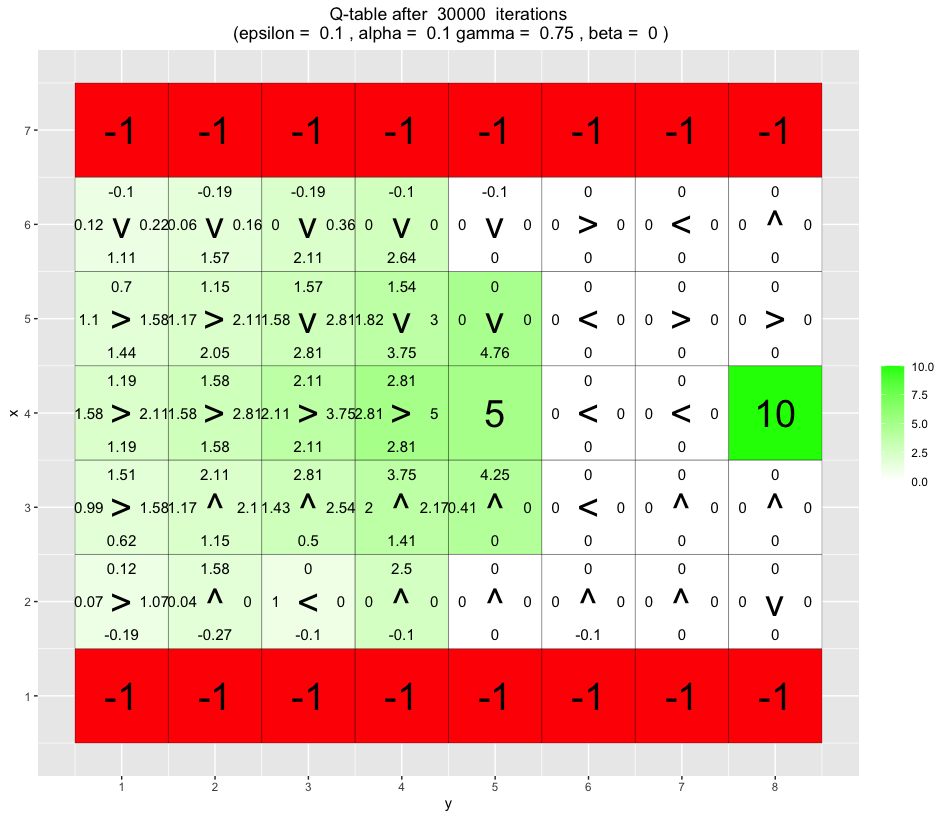 Q-table after  30000  iterations
(epsilon =  0.1 , alpha =  0.1 gamma =  0.75 , beta =  0 )
7 -1 -1 -1 -1 -1 -1 -1 -1
-0.1 -0.19 -0.19 -0.1 -0.1 0 0 0
6 0.12 v 0.22 0.06 v 0.16 0 v 0.36 0 v 0 0 v 0 0 > 0 0 < 0 0 ^ 0
1.11 1.57 2.11 2.64 0 0 0 0
0.7 1.15 1.57 1.54 0 0 0 0
5 1.1 > 1.58 1.17 > 2.11 1.58 v 2.81 1.82 v 3 0 v 0 0 < 0 0 > 0 0 > 0
1.44 2.05 2.81 3.75 4.76 0 0 0
1.19 1.58 2.11 2.81 0 0
x 4 1.58 > 2.11 1.58 > 2.81 2.11 > 3.75 2.81 > 5 5 0 < 0 0 < 0 10
1.19 1.58 2.11 2.81 0 0
1.51 2.11 2.81 3.75 4.25 0 0 0
3 0.99 > 1.58 1.17 ^ 2.1 1.43 ^ 2.54 2 ^ 2.17 0.41 ^ 0 0 < 0 0 ^ 0 0 ^ 0
0.62 1.15 0.5 1.41 0 0 0 0
0.12 1.58 0 2.5 0 0 0 0
2 0.07 > 1.07 0.04 ^ 0 1 < 0 0 ^ 0 0 ^ 0 0 ^ 0 0 ^ 0 0 v 0
-0.19 -0.27 -0.1 -0.1 0 -0.1 0 0
1 -1 -1 -1 -1 -1 -1 -1 -1
1 2 3 4 5 6 7 8
y
10.0
7.5
5.0
2.5
0.0